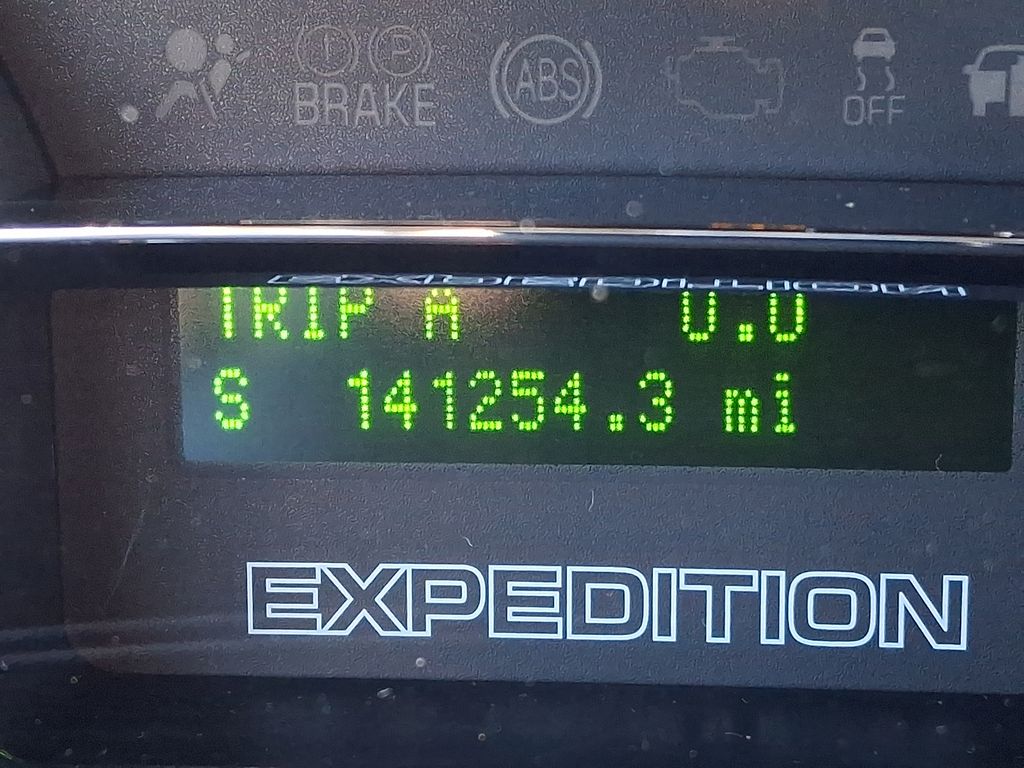 BRAKE ABS OFF
TRIP A 0.0
S 141254.3 mi
EXPEDITION